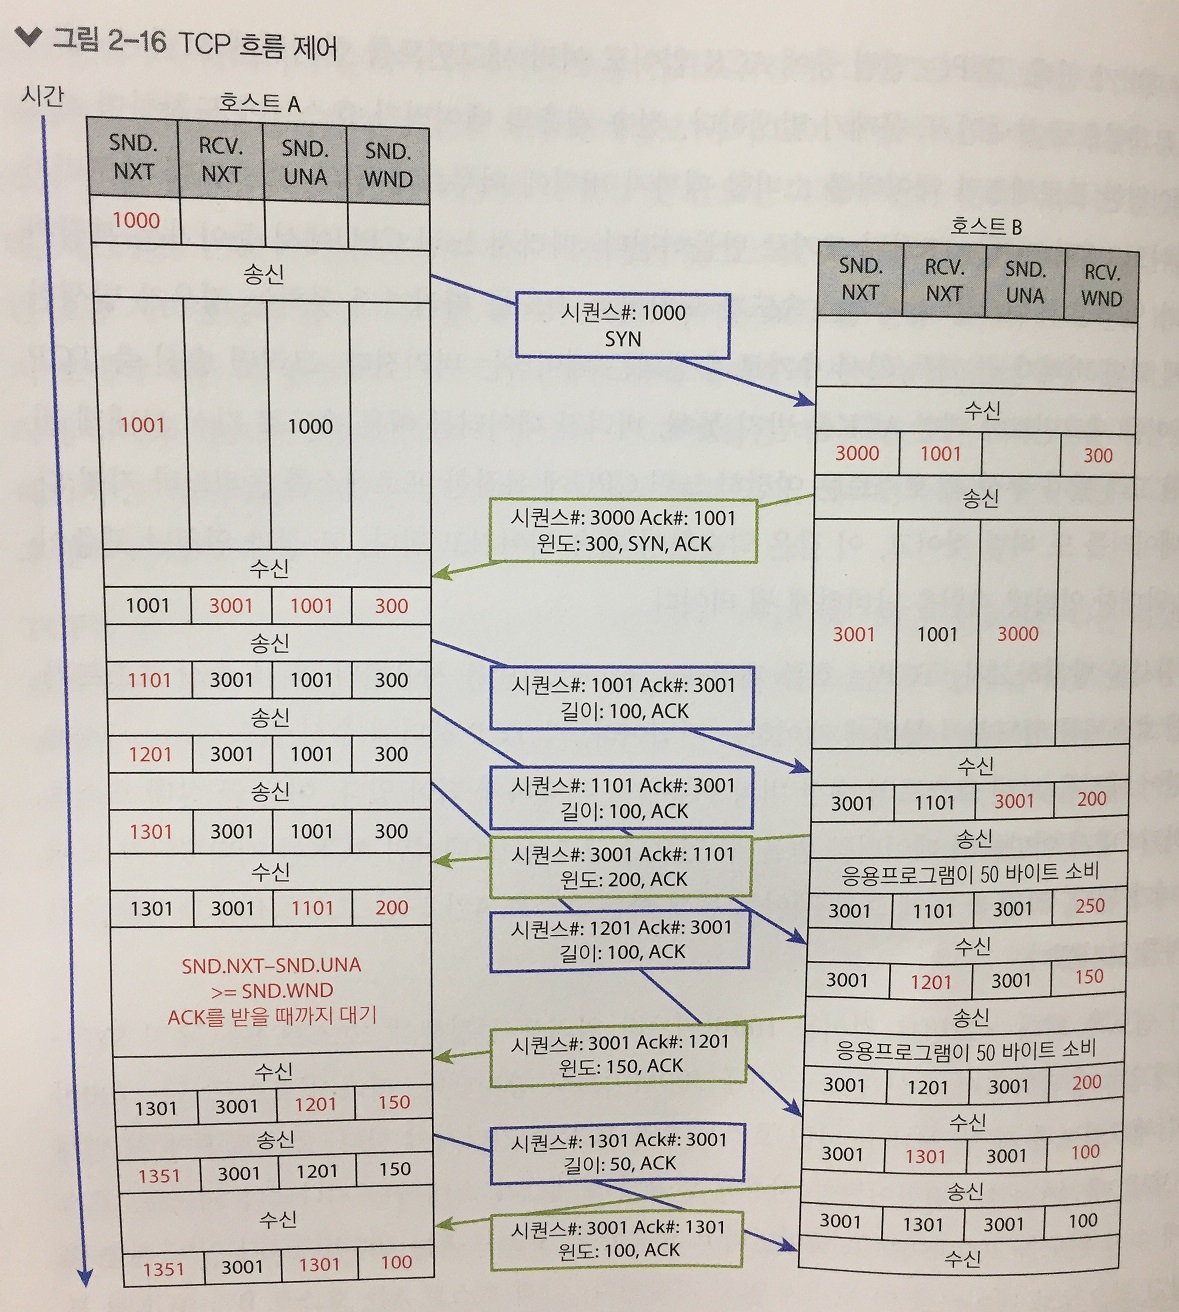 그림 2-16 TCP 흐름 제어
시간
호스트 A
SND. NXT RCV. NXT SND. UNA SND. WND
1000
송신
1001 1000
수신
1001 3001 1001 300
송신
1101 3001 1001 300
송신
1201 3001 1001 300
송신
1301 3001 1001 300
수신
1301 3001 1101 200
SND.NXT–SND.UNA
>= SND.WND
ACK를 받을 때까지 대기
수신
1301 3001 1201 150
송신
1351 3001 1201 150
수신
1351 3001 1301 100
시퀀스#: 1000
SYN
시퀀스#: 3000 Ack#: 1001
윈도: 300, SYN, ACK
시퀀스#: 1001 Ack#: 3001
길이: 100, ACK
시퀀스#: 1101 Ack#: 3001
길이: 100, ACK
시퀀스#: 3001 Ack#: 1101
윈도: 200, ACK
시퀀스#: 1201 Ack#: 3001
길이: 100, ACK
시퀀스#: 3001 Ack#: 1201
윈도: 150, ACK
시퀀스#: 1301 Ack#: 3001
길이: 50, ACK
시퀀스#: 3001 Ack#: 1301
윈도: 100, ACK
호스트 B
SND. NXT RCV. NXT SND. UNA RCV. WND
수신
3000 1001 300
송신
3001 1001 3000
수신
3001 1101 3001 200
송신
응용프로그램이 50 바이트 소비
3001 1101 3001 250
수신
3001 1201 3001 150
송신
응용프로그램이 50 바이트 소비
3001 1201 3001 200
수신
3001 1301 3001 100
송신
3001 1301 3001 100
수신